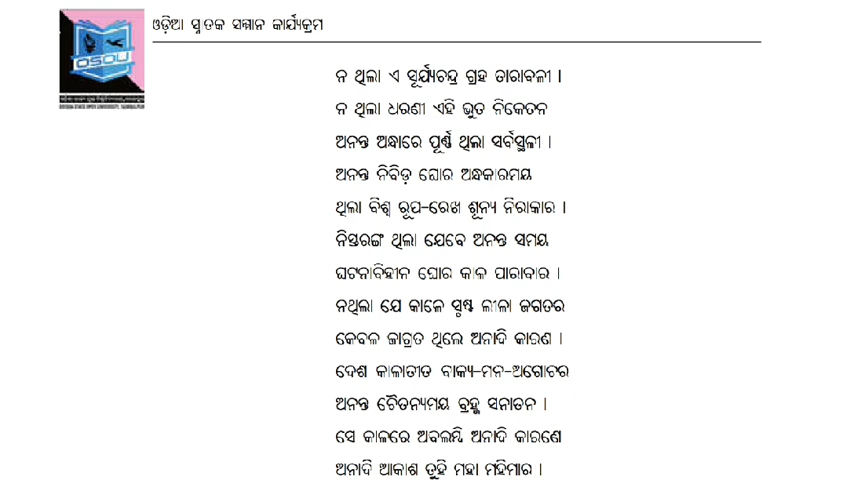 ଓଡ଼ିଆ ସ୍ନାତକ ସମ୍ମାନ କାର୍ଯ୍ୟକ୍ରମ
OSOU
ନ ଥିଲା ଏ ସୂର୍ଯ୍ୟଚନ୍ଦ୍ର ଗ୍ରହ ତାରାବଳୀ ।
ନ ଥିଲା ଧରଣୀ ଏହି ଭୁତ ନିକେତନ
ଅନନ୍ତ ଅନ୍ଧାରେ ପୂର୍ଣ୍ଣ ଥିଲା ସର୍ବସ୍ଥଳୀ ।
ଅନନ୍ତ ନିବିଡ଼ ଘୋର ଅନ୍ଧକାରମୟ
ଥିଲା ବିଶ୍ୱ ରୂପ-ରେଖ ଶୂନ୍ୟ ନିରାକାର ।
ନିସ୍ତରଙ୍ଗ ଥିଲା ଯେବେ ଅନନ୍ତ ସମୟ
ଘଟନାବିହୀନ ଘୋର କାଳ ପାରାବାର ।
ନଥିଲା ଯେ କାଳେ ସୃଷ୍ଟ ଲୀଳା ଜଗତର
କେବଳ ଜାଗ୍ରତ ଥିଲେ ଅନାଦି କାରଣ ।
ଦେଶ କାଳାତୀତ ବାକ୍ୟ-ମନ-ଅଗୋଚର
ଅନନ୍ତ ଚୈତନ୍ୟମୟ ବ୍ରହ୍ମ ସନାତନ ।
ସେ କାଳରେ ଅବଲମ୍ବି ଅନାଦି କାରଣେ
ଅନାଦି ଆକାଶ ତୁହି ମହା ମହିମାର ।